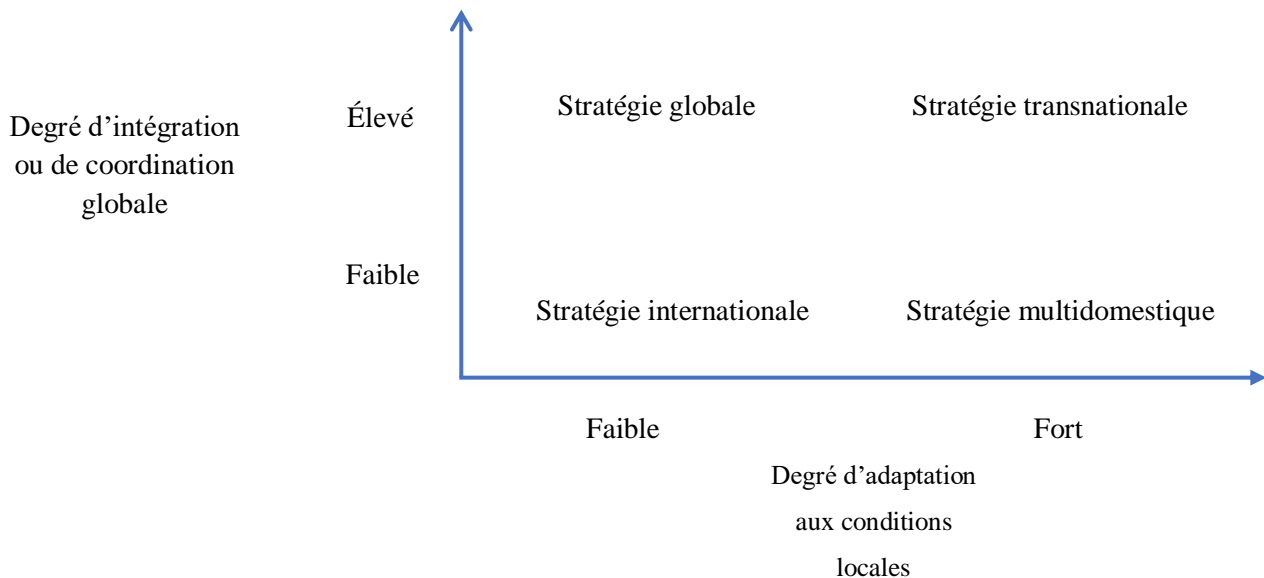 Degré d’intégration
ou de coordination
globale
Élevé
Stratégie globale
Stratégie transnationale
Faible
Stratégie internationale
Stratégie multidomestique
Faible
Fort
Degré d’adaptation
aux conditions
locales